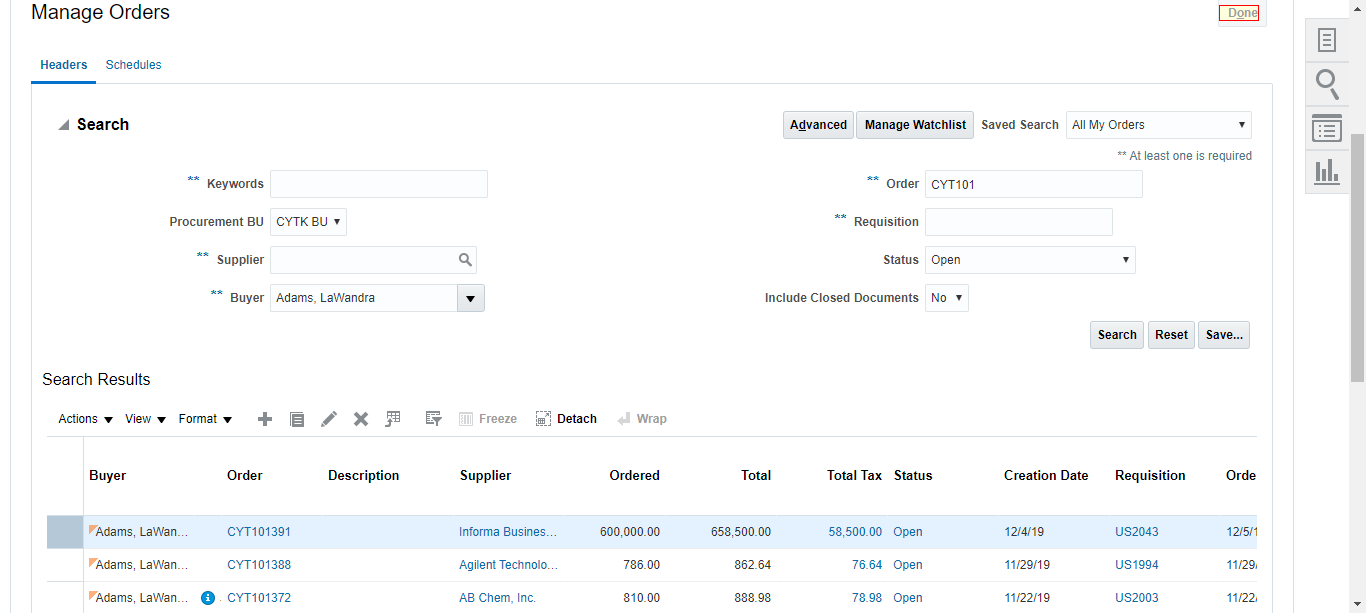 Manage Orders
Done
Headers Schedules
Search
Advanced Manage Watchlist Saved Search All My Orders
** At least one is required
** Keywords
** Order CYT101
Procurement BU CYTK BU
** Requisition
** Supplier
Status Open
** Buyer Adams, LaWandra
Include Closed Documents No
Search Reset Save...
Search Results
Actions View Format Freeze Detach Wrap
Buyer Order Description Supplier Ordered Total Total Tax Status Creation Date Requisition Orde
Adams, LaWan... CYT101391 Informa Business... 600,000.00 658,500.00 58,500.00 Open 12/4/19 US2043 12/5/1
Adams, LaWan... CYT101388 Agilent Technolo... 786.00 862.64 76.64 Open 11/29/19 US1994 11/29/
Adams, LaWan... CYT101372 AB Chem, Inc. 810.00 888.98 78.98 Open 11/22/19 US2003 11/22/